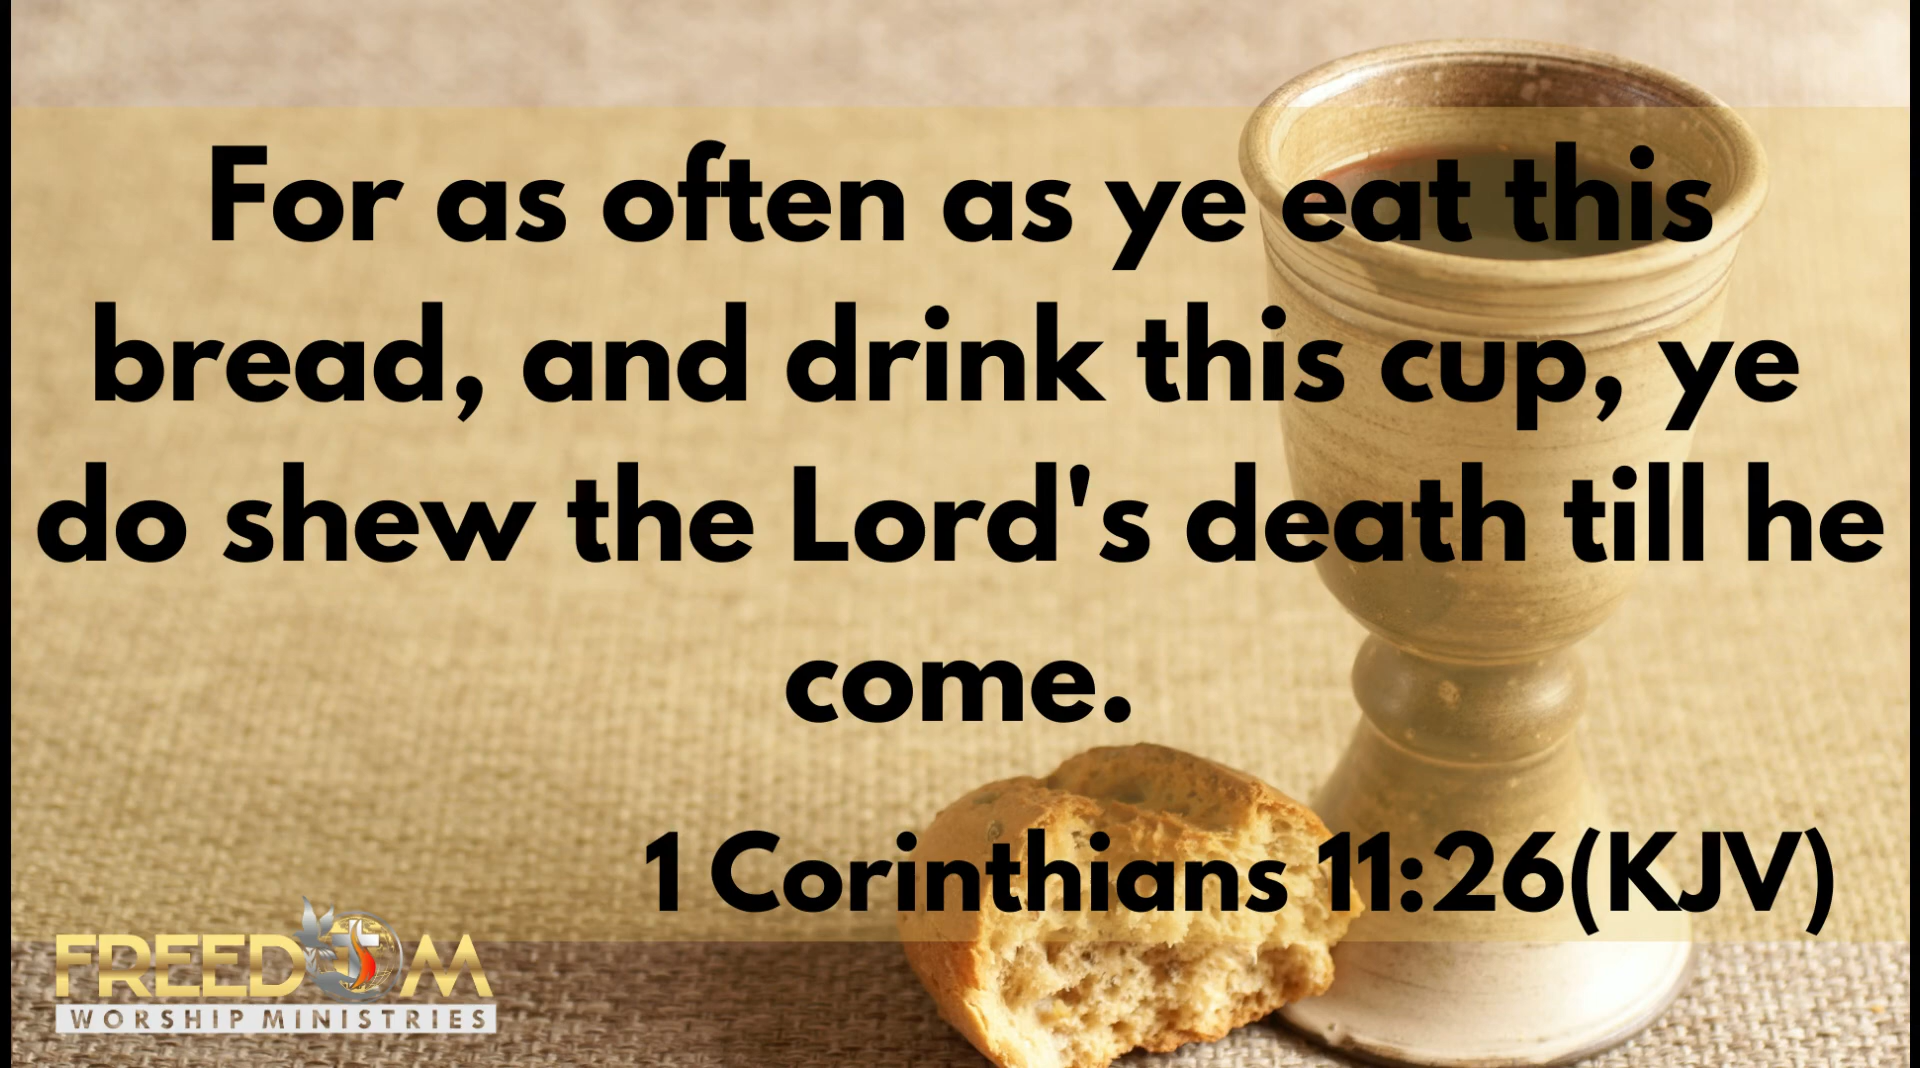 For as often as ye eat this
bread, and drink this cup, ye
do shew the Lord's death till he
come.
1 Corinthians 11:26(KJV)
FREEDOM
WORSHIP MINISTRIES